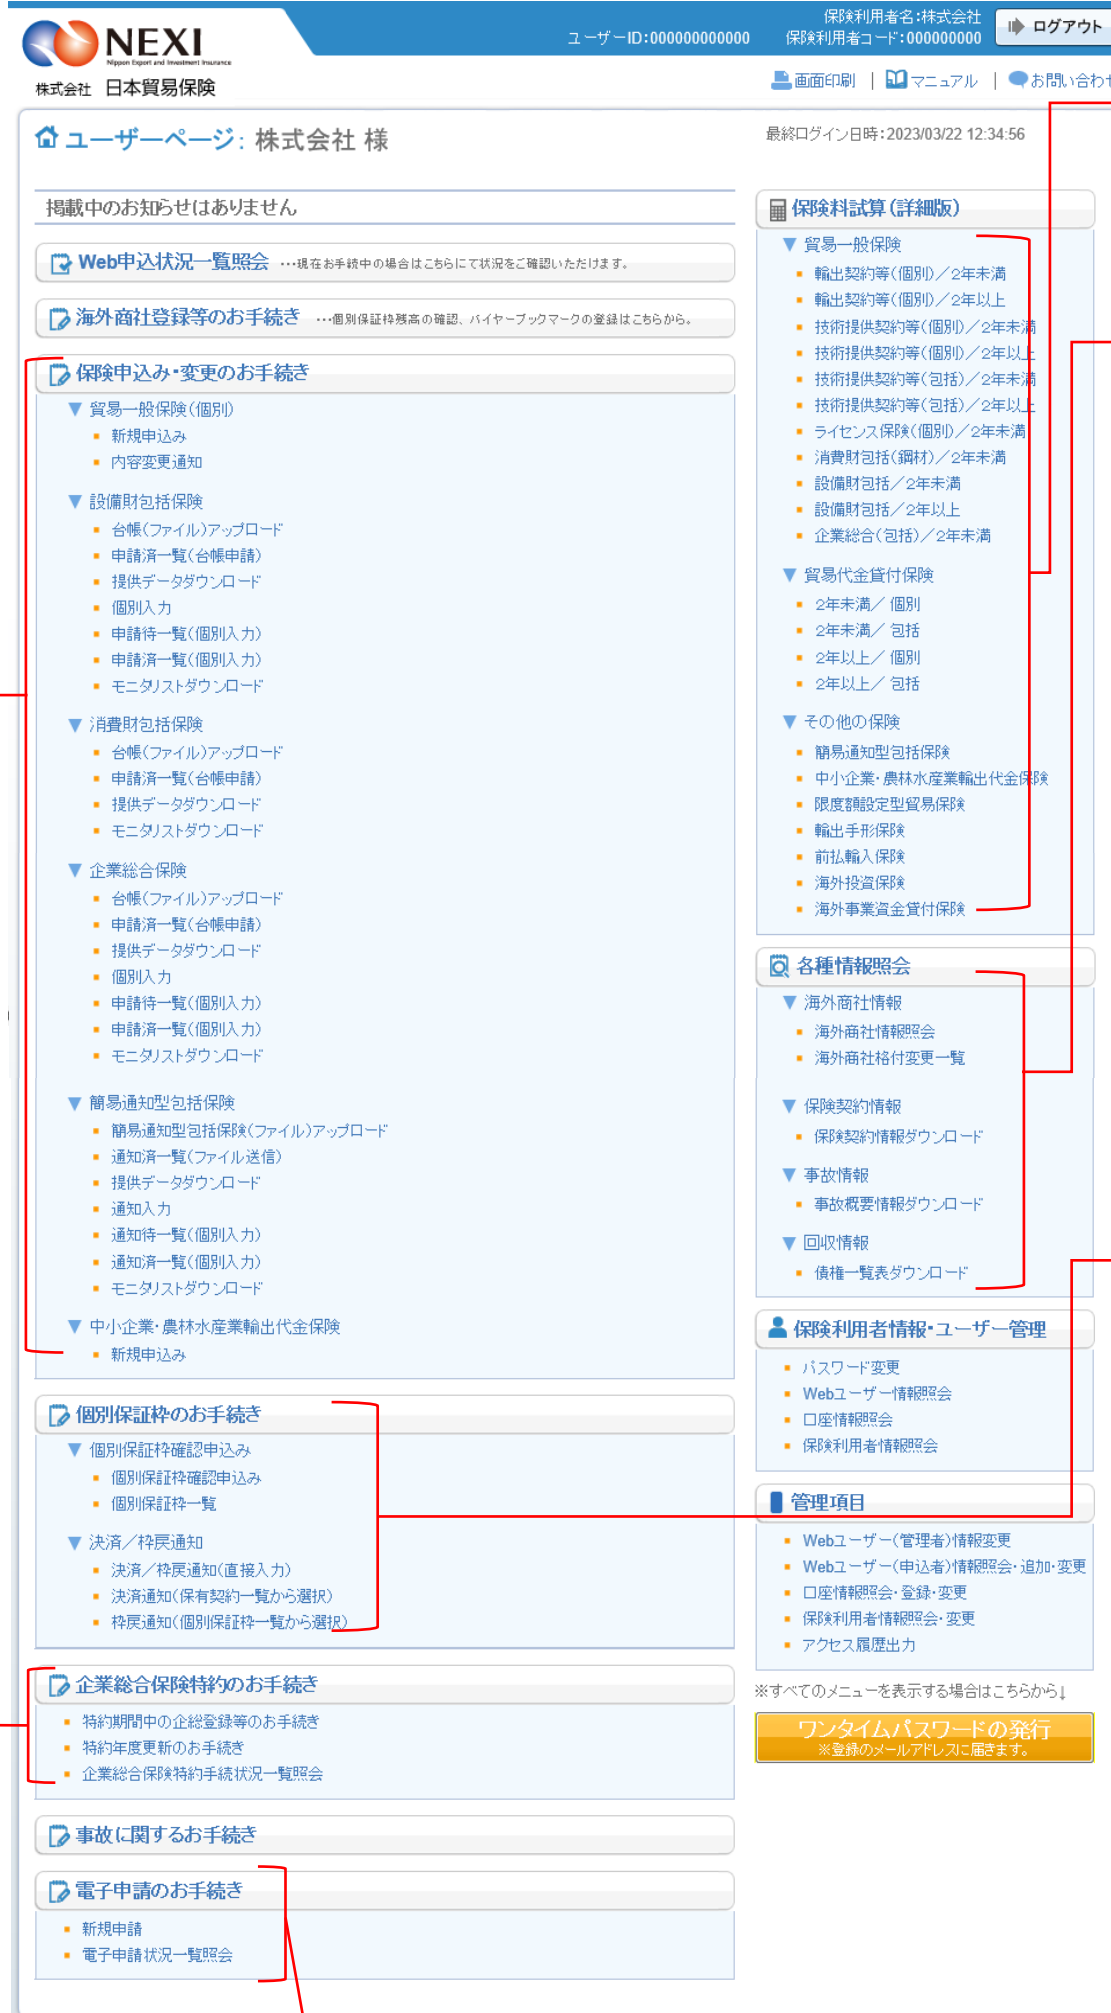 NEXI
Nippon Export and Investment Insurance
株式会社 日本貿易保険
ユーザーID:000000000000
保険利用者名:株式会社
保険利用者コード:000000000
ログアウト
画面印刷 | マニュアル | お問い合わせ
ユーザーページ: 株式会社 様
最終ログイン日時:2023/03/22 12:34:56
掲載中のお知らせはありません
Web申込状況一覧照会 …現在お手続中の場合はこちらにて状況をご確認いただけます。
海外商社登録等のお手続き …個別保証枠残高の確認、バイヤーブックマークの登録はこちらから。
保険申込み・変更のお手続き
▼ 貿易一般保険(個別)
新規申込み
内容変更通知
▼ 設備財包括保険
台帳(ファイル)アップロード
申請済一覧(台帳申請)
提供データダウンロード
個別入力
申請待一覧(個別入力)
申請済一覧(個別入力)
モニタリストダウンロード
▼ 消費財包括保険
台帳(ファイル)アップロード
申請済一覧(台帳申請)
提供データダウンロード
モニタリストダウンロード
▼ 企業総合保険
台帳(ファイル)アップロード
申請済一覧(台帳申請)
提供データダウンロード
個別入力
申請待一覧(個別入力)
申請済一覧(個別入力)
モニタリストダウンロード
▼ 簡易通知型包括保険
簡易通知型包括保険(ファイル)アップロード
通知済一覧(ファイル送信)
提供データダウンロード
通知入力
通知待一覧(個別入力)
通知済一覧(個別入力)
モニタリストダウンロード
▼ 中小企業・農林水産業輸出代金保険
新規申込み
個別保証枠のお手続き
▼ 個別保証枠確認申込み
個別保証枠確認申込み
個別保証枠一覧
▼ 決済/枠戻通知
決済/枠戻通知(直接入力)
決済通知(保有契約一覧から選択)
枠戻通知(個別保証枠一覧から選択)
企業総合保険特約のお手続き
特約期間中の企総登録等のお手続き
特約年度更新のお手続き
企業総合保険特約手続状況一覧照会
事故に関するお手続き
電子申請のお手続き
新規申請
電子申請状況一覧照会
保険料試算(詳細版)
▼ 貿易一般保険
輸出契約等(個別)/2年未満
輸出契約等(個別)/2年以上
技術提供契約等(個別)/2年未満
技術提供契約等(個別)/2年以上
技術提供契約等(包括)/2年未満
技術提供契約等(包括)/2年以上
ライセンス保険(個別)/2年未満
消費財包括(鋼材)/2年未満
設備財包括/2年未満
設備財包括/2年以上
企業総合(包括)/2年未満
▼ 貿易代金貸付保険
2年未満/ 個別
2年未満/ 包括
2年以上/ 個別
2年以上/ 包括
▼ その他の保険
簡易通知型包括保険
中小企業・農林水産業輸出代金保険
限度額設定型貿易保険
輸出手形保険
前払輸入保険
海外投資保険
海外事業資金貸付保険
各種情報照会
▼ 海外商社情報
海外商社情報照会
海外商社格付変更一覧
▼ 保険契約情報
保険契約情報ダウンロード
▼ 事故情報
事故概要情報ダウンロード
▼ 回収情報
債権一覧表ダウンロード
保険利用者情報・ユーザー管理
パスワード変更
Webユーザー情報照会
口座情報照会
保険利用者情報照会
管理項目
Webユーザー(管理者)情報変更
Webユーザー(申込者)情報照会・追加・変更
口座情報照会・登録・変更
保険利用者情報照会・変更
アクセス履歴出力
※すべてのメニューを表示する場合はこちらから↓
ワンタイムパスワードの発行
※登録のメールアドレスに届きます。